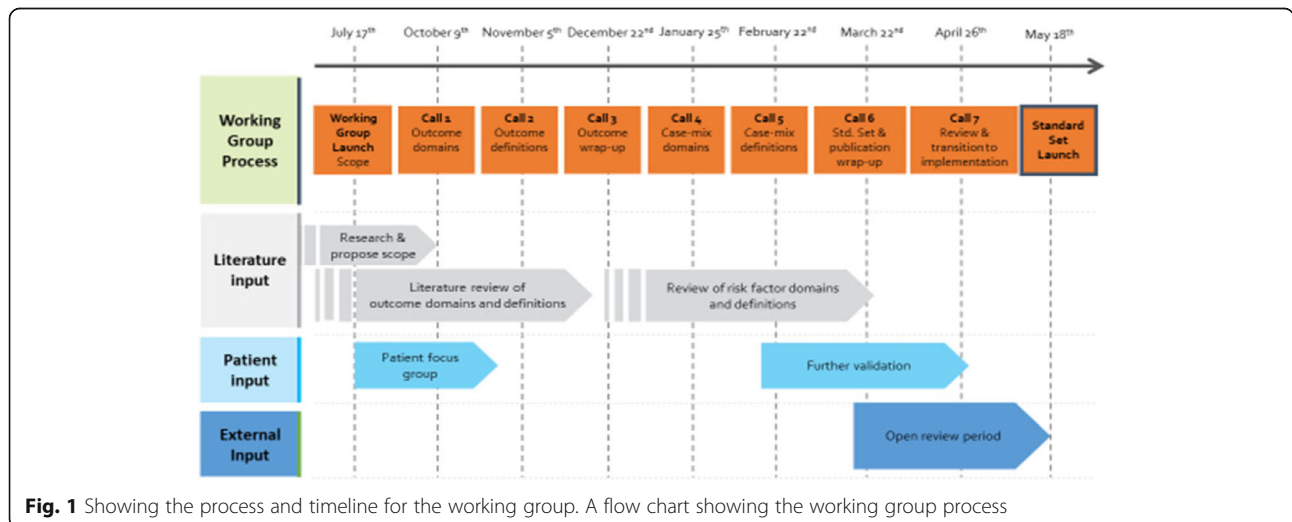 July 17th October 9th November 5th December 22nd January 25th February 22nd March 22nd April 26th May 18th
Working
Group
Process
Working
Group
Launch
Scope
Call 1
Outcome
domains
Call 2
Outcome
definitions
Call 3
Outcome
wrap-up
Call 4
Case-mix
domains
Call 5
Case-mix
definitions
Call 6
Std. Set &
publication
wrap-up
Call 7
Review &
transition to
implementation
Standard
Set
Launch
Literature
input
Research &
propose scope
Literature review of
outcome domains and definitions
Review of risk factor domains
and definitions
Patient
input
Patient focus
group
Further validation
External
Input
Open review period
Fig. 1 Showing the process and timeline for the working group. A flow chart showing the working group process